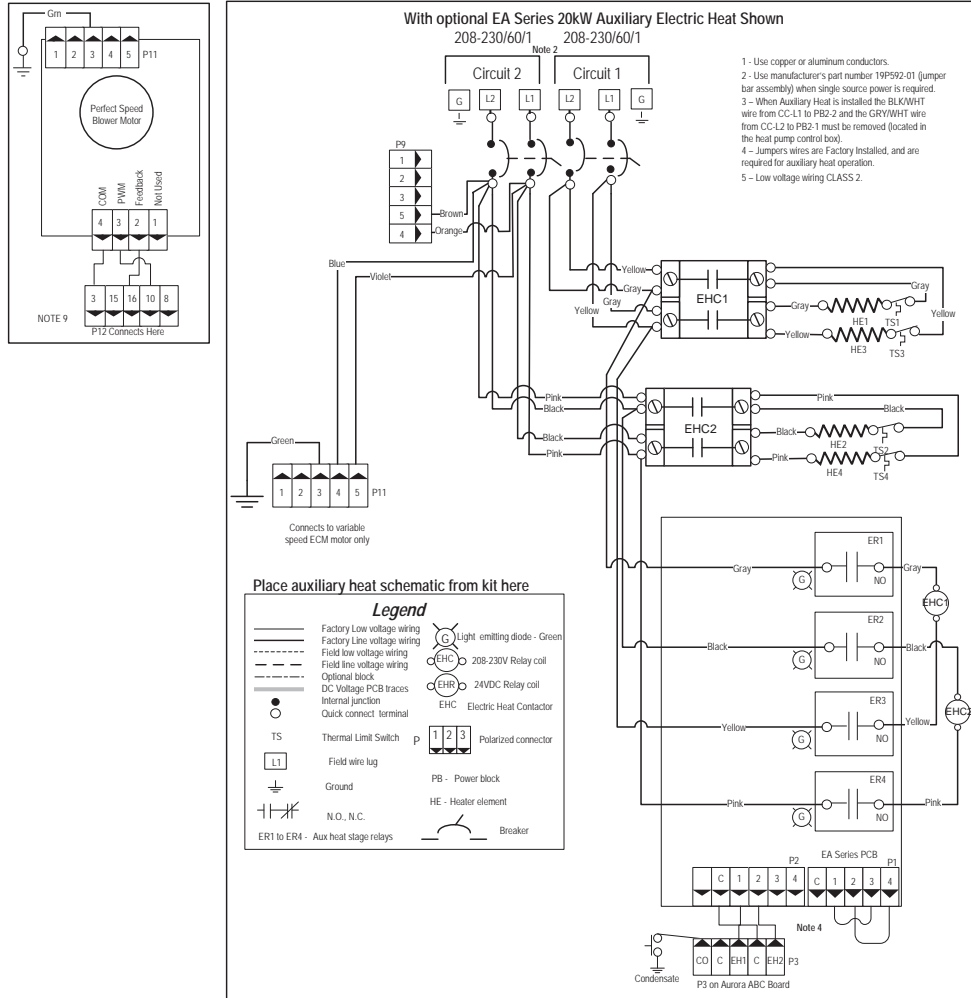 With optional EA Series 20kW Auxiliary Electric Heat Shown
208-230/60/1 Note 2 208-230/60/1
Circuit 2 Circuit 1
G L2 L1 L2 L1 G
1 - Use copper or aluminum conductors.
2 - Use manufacturer's part number 19P592-01 (jumper
bar assembly) when single source power is required.
3 – When Auxiliary Heat is installed the BLK/WHT
wire from CC-L1 to PB2-2 and the GRY/WHT wire
from CC-L2 to PB2-1 must be removed (located in
the heat pump control box).
4 – Jumpers wires are Factory Installed, and are
required for auxiliary heat operation.
5 – Low voltage wiring CLASS 2.
Grn
1 2 3 4 5 P11
Perfect Speed
Blower Motor
COM
PWM
Feedback
Not Used
4 3 2 1
3 15 16 10 8
NOTE 9
P12 Connects Here
P9
1
2
3
5
4
Brown
Orange
Blue
Violet
Yellow
Gray
Gray
Yellow
EHC1
Gray
Gray
Yellow
HE1 TS1
Yellow
HE3 TS3
Pink
Black
Black
Pink
EHC2
Pink
Black
Black
HE2 TS2
Pink
HE4 TS4
Green
1 2 3 4 5 P11
Connects to variable
speed ECM motor only
ER1
Gray G NO Gray
EHC1
ER2
Black G NO Black
EHC2
ER3
Yellow G NO Yellow
ER4
Pink G NO Pink
EA Series PCB
P2 P1
C 1 2 3 4 C 1 2 3 4
Note 4
CO C EH1 C EH2 P3
Condensate
P3 on Aurora ABC Board
Place auxiliary heat schematic from kit here
Legend
Factory Low voltage wiring
Factory Line voltage wiring
Field low voltage wiring
Field line voltage wiring
Optional block
DC Voltage PCB traces
Internal junction
Quick connect terminal
TS Thermal Limit Switch
L1 Field wire lug
Ground
N.O., N.C.
ER1 to ER4 - Aux heat stage relays
G Light emitting diode - Green
EHC 208-230V Relay coil
EHR 24VDC Relay coil
EHC Electric Heat Contactor
P 1 2 3 Polarized connector
PB - Power block
HE - Heater element
Breaker